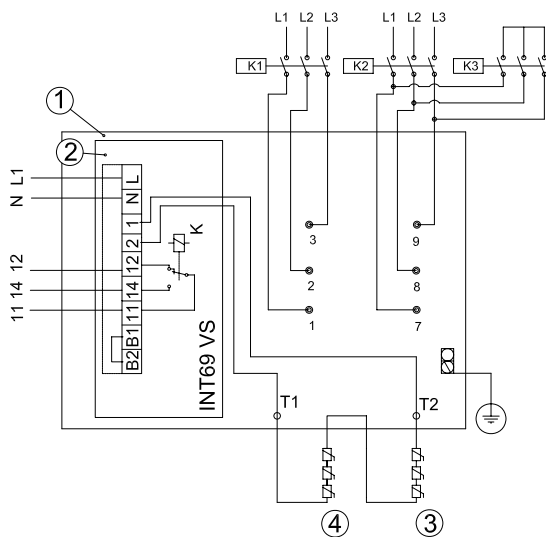 L1 L2 L3 L1 L2 L3
K1 K2 K3
1
2
L1 L
N N
1
2
K
12 12
14 14
11 11
B1
B2
INT69 VS
3 9
2 8
1 7
T1 T2
4 3